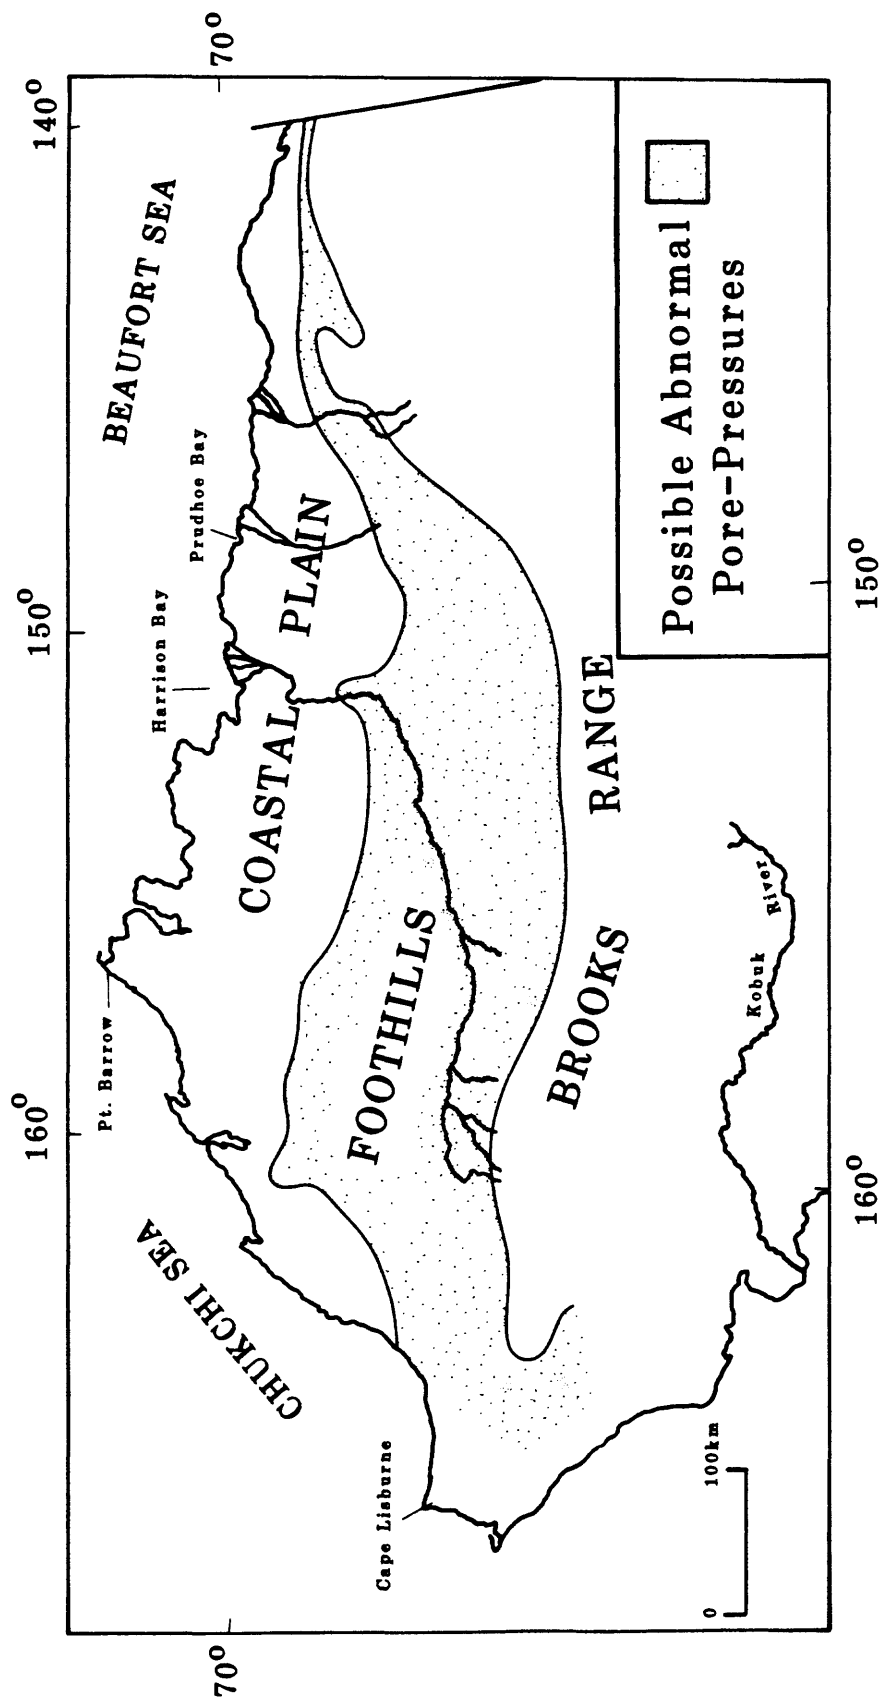 140°
150°
160°
70°
70°
BEAUFORT SEA
CHUKCHI SEA
Pt. Barrow
Harrison Bay
Prudhoe Bay
Cape Lisburne
COASTAL
PLAIN
FOOTHILLS
BROOKS
RANGE
Kobuk
River
Possible Abnormal
Pore-Pressures
0
100km
160°
150°